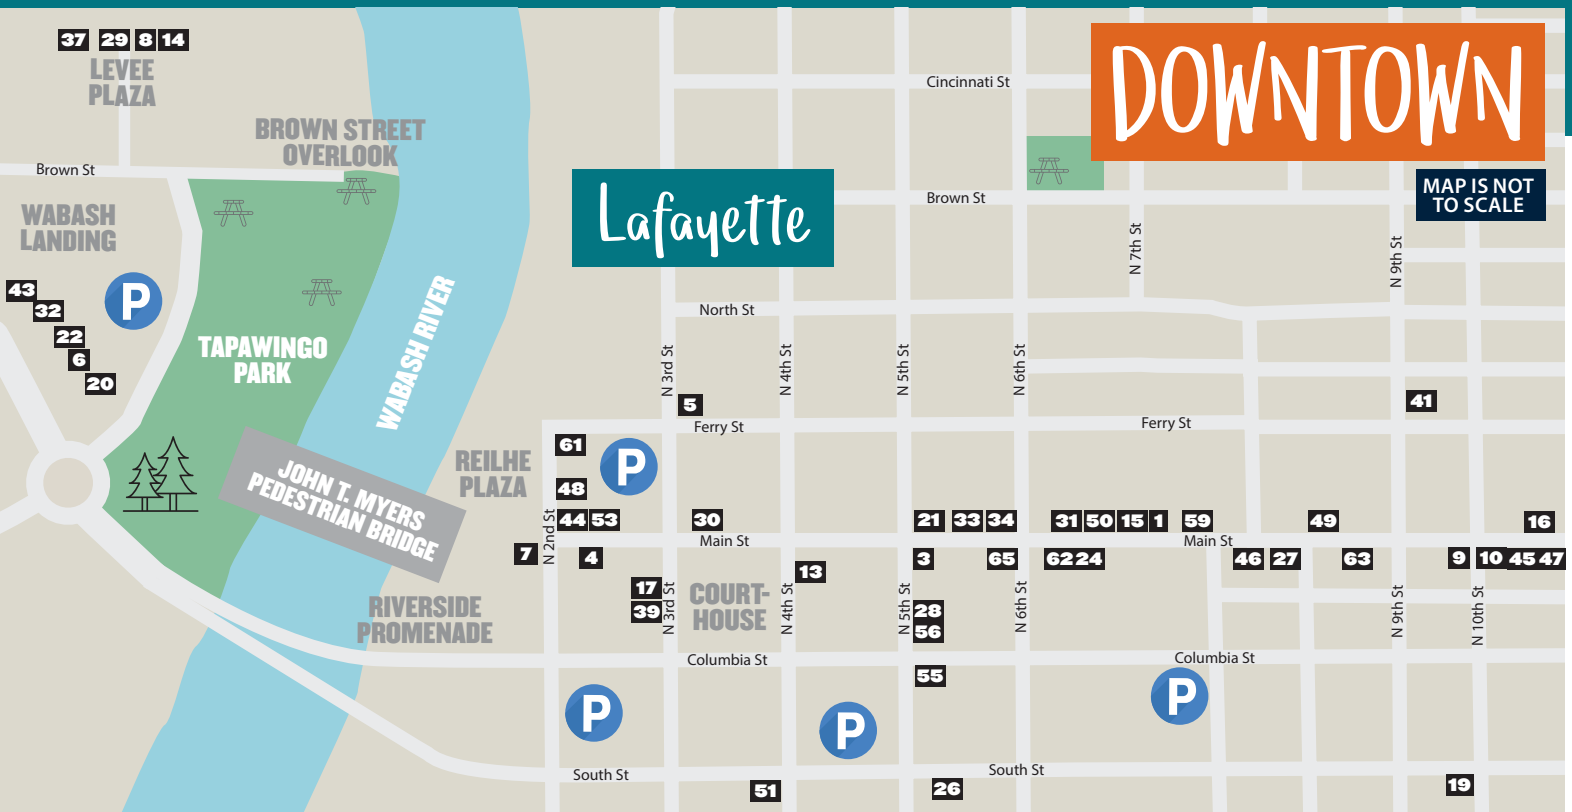 37 29 8 14
LEVEE
PLAZA
BROWN STREET
OVERLOOK
Brown St
WABASH
LANDING
43
32
22
6
20
P
TAPAWINGO
PARK
WABASH RIVER
JOHN T. MYERS
PEDESTRIAN BRIDGE
REILHE
PLAZA
RIVERSIDE
PROMENADE
Lafayette
DOWNTOWN
MAP IS NOT
TO SCALE
Cincinnati St
Brown St
N 7th St
N 9th St
North St
N 3rd St
N 4th St
N 5th St
N 6th St
5
41
Ferry St
Ferry St
61
P
48
44 53
30
21 33 34
31 50 15 1
59
49
16
N 2nd St
Main St
Main St
7
4
13
3
65
62 24
46 27
63
9 10 45 47
17
39
N 3rd St
COURT-
HOUSE
N 4th St
N 5th St
28
56
N 6th St
N 9th St
N 10th St
Columbia St
Columbia St
55
P
P
P
South St
South St
51
26
19